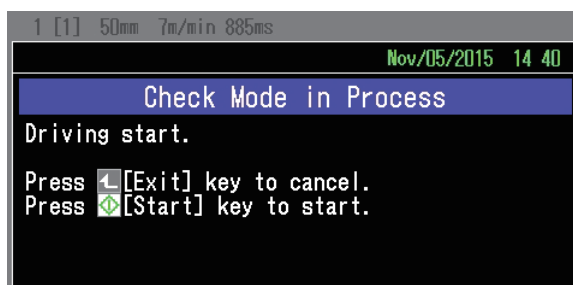 1 [1] 50mm 7m/min 885ms
Nov/05/2015 14 40
Check Mode in Process
Driving start.
Press [Exit] key to cancel.
Press [Start] key to start.